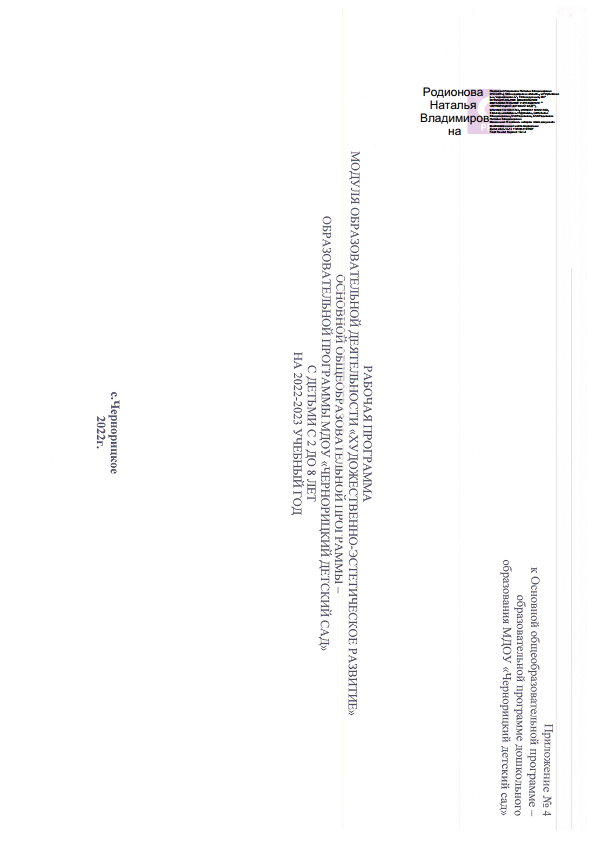 Родионова
Наталья
Владимиров
на
Приложение № 4
к Основной общеобразовательной программе –
образовательной программе дошкольного
образования МДОУ «Чернорицкий детский сад»
РАБОЧАЯ ПРОГРАММА
МОДУЛЯ ОБРАЗОВАТЕЛЬНОЙ ДЕЯТЕЛЬНОСТИ «ХУДОЖЕСТВЕННО-ЭСТЕТИЧЕСКОЕ РАЗВИТИЕ»
ОСНОВНОЙ ОБЩЕОБРАЗОВАТЕЛЬНОЙ ПРОГРАММЫ –
ОБРАЗОВАТЕЛЬНОЙ ПРОГРАММЫ МДОУ «ЧЕРНОРИЦКИЙ ДЕТСКИЙ САД»
С ДЕТЬМИ С 2 ДО 8 ЛЕТ
НА 2022-2023 УЧЕБНЫЙ ГОД
с.Чернорицкое
2022г.